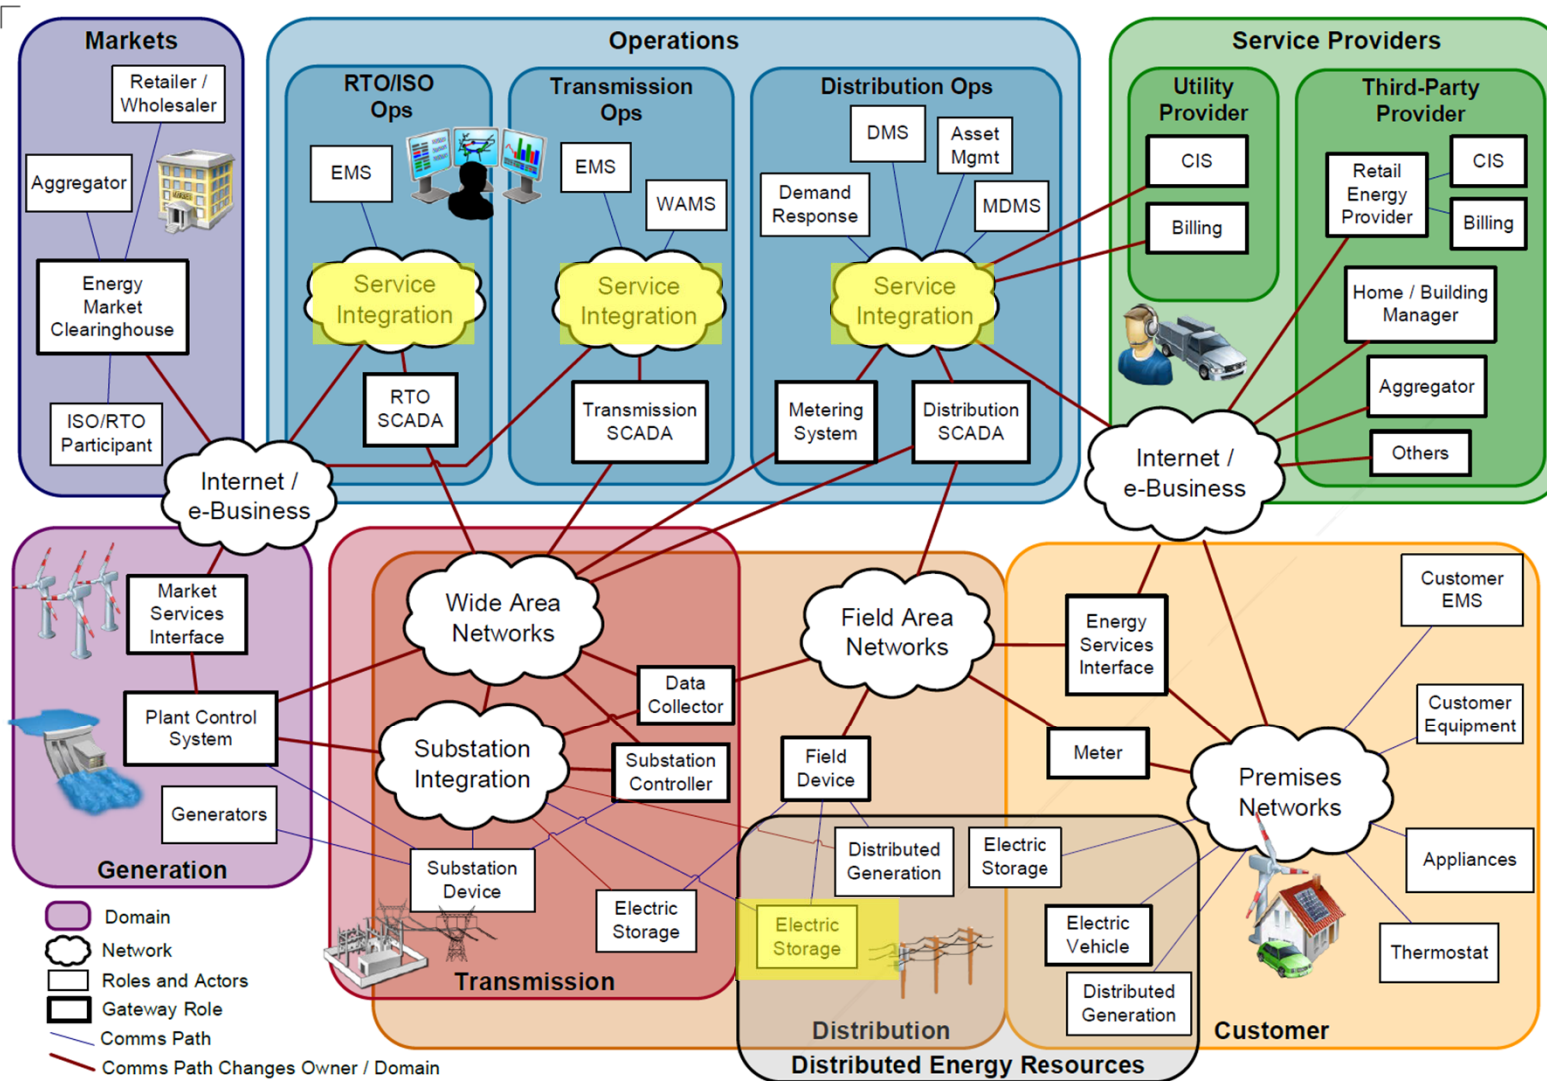 Markets
Retailer /
Wholesaler
Aggregator
Energy
Market
Clearinghouse
ISO/RTO
Participant
Operations
RTO/ISO
Ops
EMS
Service
Integration
RTO
SCADA
Transmission
Ops
EMS
WAMS
Service
Integration
Transmission
SCADA
Distribution Ops
DMS
Asset
Mgmt
Demand
Response
MDMS
Service
Integration
Metering
System
Distribution
SCADA
Service Providers
Utility
Provider
CIS
Billing
Third-Party
Provider
Retail
Energy
Provider
CIS
Billing
Home / Building
Manager
Aggregator
Others
Internet /
e-Business
Internet /
e-Business
Market
Services
Interface
Plant Control
System
Generators
Generation
Wide Area
Networks
Substation
Integration
Data
Collector
Substation
Controller
Substation
Device
Electric
Storage
Transmission
Field Area
Networks
Field
Device
Distributed
Generation
Electric
Storage
Distribution
Energy
Services
Interface
Meter
Premises
Networks
Customer
EMS
Customer
Equipment
Appliances
Thermostat
Electric
Storage
Electric
Vehicle
Distributed
Generation
Customer
Distributed Energy Resources
Domain
Network
Roles and Actors
Gateway Role
Comms Path
Comms Path Changes Owner / Domain